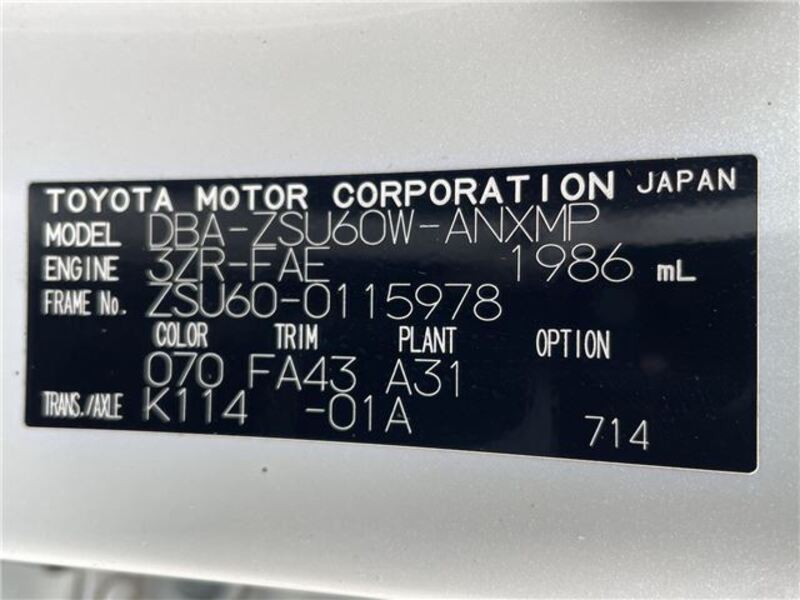 TOYOTA MOTOR CORPORATION JAPAN
MODEL DBA-ZSU60W-ANXMP
ENGINE 3ZR-FAE 1986 mL
FRAME No. ZSU60-0115978
COLOR TRIM PLANT OPTION
070 FA43 A31
TRANS./AXLE K114 -01A
714